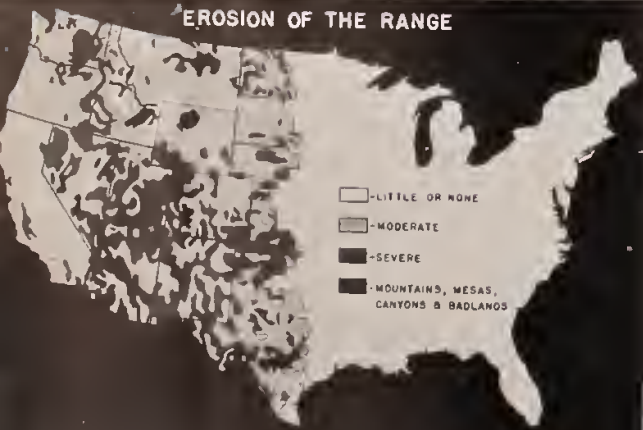 EROSION OF THE RANGE
-LITTLE OR NONE
-MODERATE
-SEVERE
-MOUNTAINS, MESAS,
CANYONS & BADLANDS